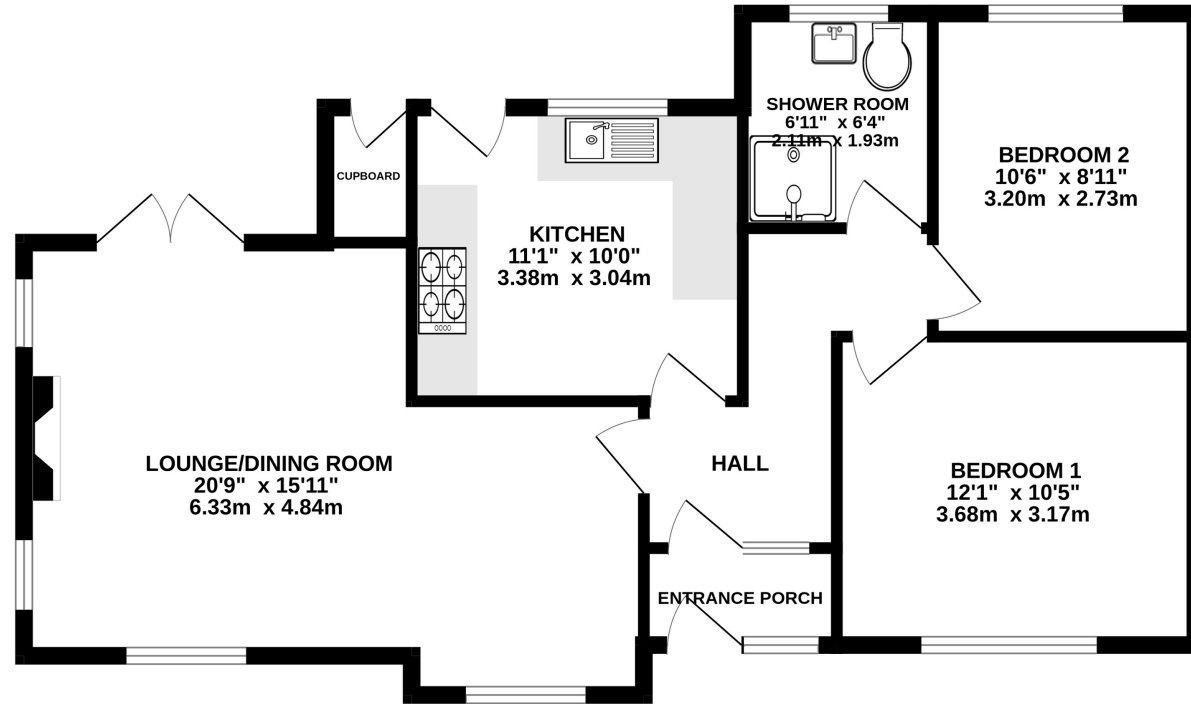 SHOWER ROOM
6'11" x 6'4"
2.11m x 1.93m
BEDROOM 2
10'6" x 8'11"
3.20m x 2.73m
CUPBOARD
KITCHEN
11'1" x 10'0"
3.38m x 3.04m
LOUNGE/DINING ROOM
20'9" x 15'11"
6.33m x 4.84m
HALL
BEDROOM 1
12'1" x 10'5"
3.68m x 3.17m
ENTRANCE PORCH